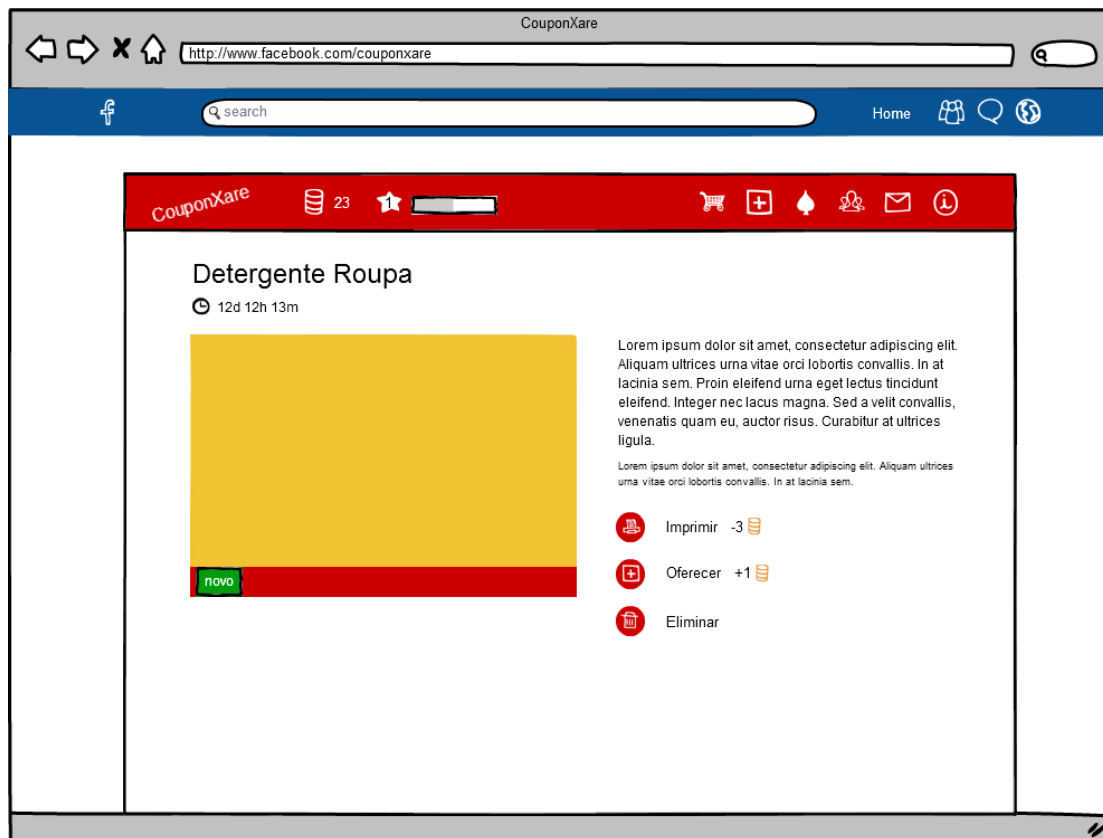 CouponXare
http://www.facebook.com/couponxare
search
Home
CouponXare
23
1
Detergente Roupa
12d 12h 13m
Lorem ipsum dolor sit amet, consectetur adipiscing elit.
Aliquam ultrices urna vitae orci lobortis convallis. In at
lacinia sem. Proin eleifend urna eget lectus tincidunt
eleifend. Integer nec lacus magna. Sed a velit convallis,
venenatis quam eu, auctor risus. Curabitur at ultrices
ligula.
Lorem ipsum dolor sit amet, consectetur adipiscing elit. Aliquam ultrices
urna vitae orci lobortis convallis. In at lacinia sem.
Imprimir -3
Oferecer +1
novo
Eliminar